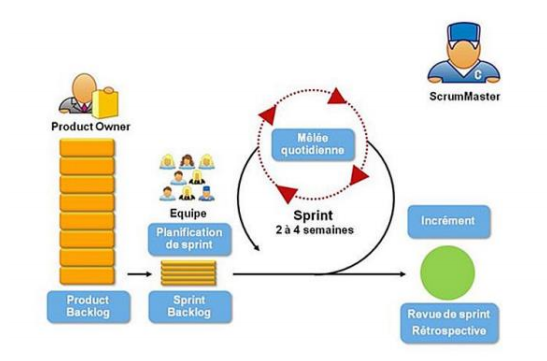 ScrumMaster
Product Owner
Mêlée
quotidienne
Equipe
Planification
de sprint
Sprint
2 à 4 semaines
Incrément
Product
Backlog
Sprint
Backlog
Revue de sprint
Rétrospective
C